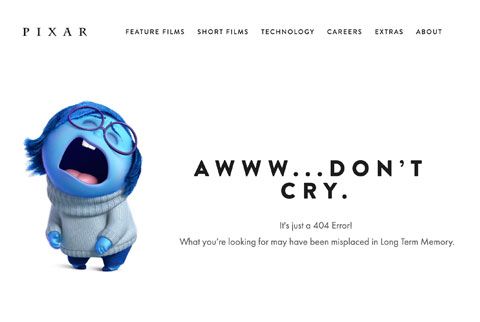 PIXAR
FEATURE FILMS SHORT FILMS TECHNOLOGY CAREERS EXTRAS ABOUT
AWWW...DON'T
CRY.
It's just a 404 Error!
What you're looking for may have been misplaced in Long Term Memory.